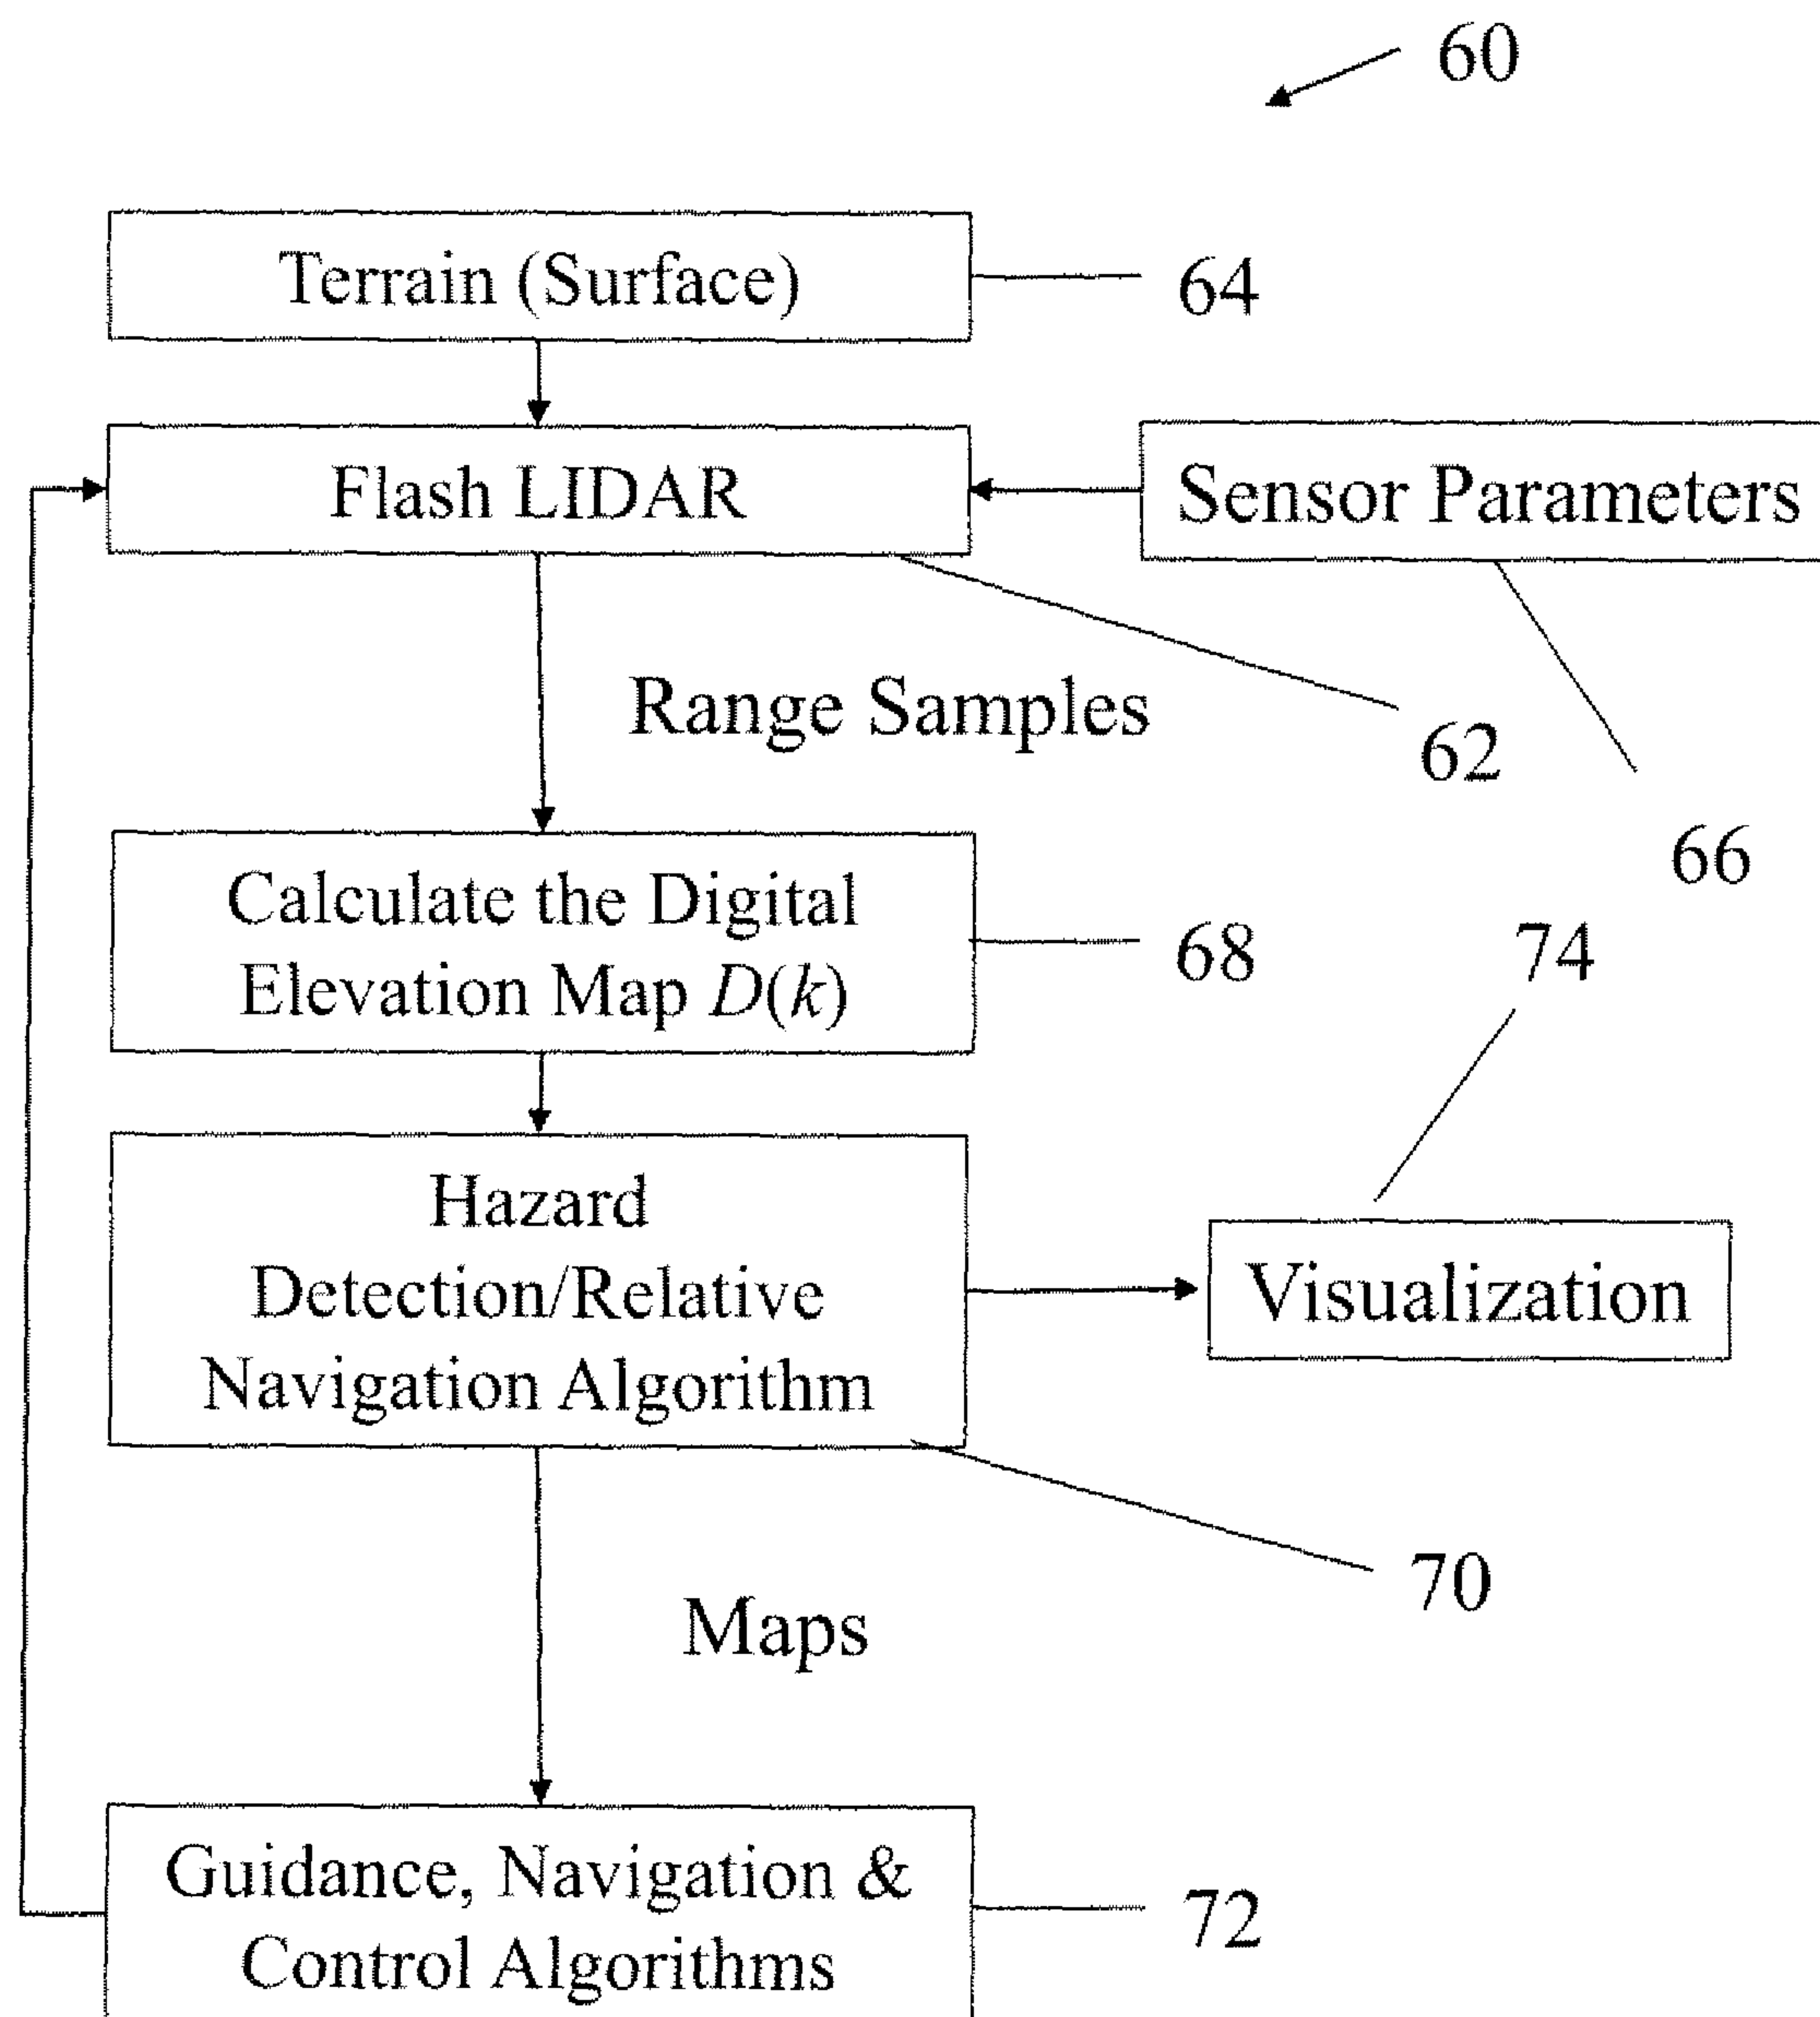 60
Terrain (Surface)
64
Flash LIDAR
Sensor Parameters
Range Samples
62
66
Calculate the Digital
Elevation Map D(k)
68
74
Hazard
Detection/Relative
Navigation Algorithm
Visualization
70
Maps
Guidance, Navigation &
Control Algorithms
72